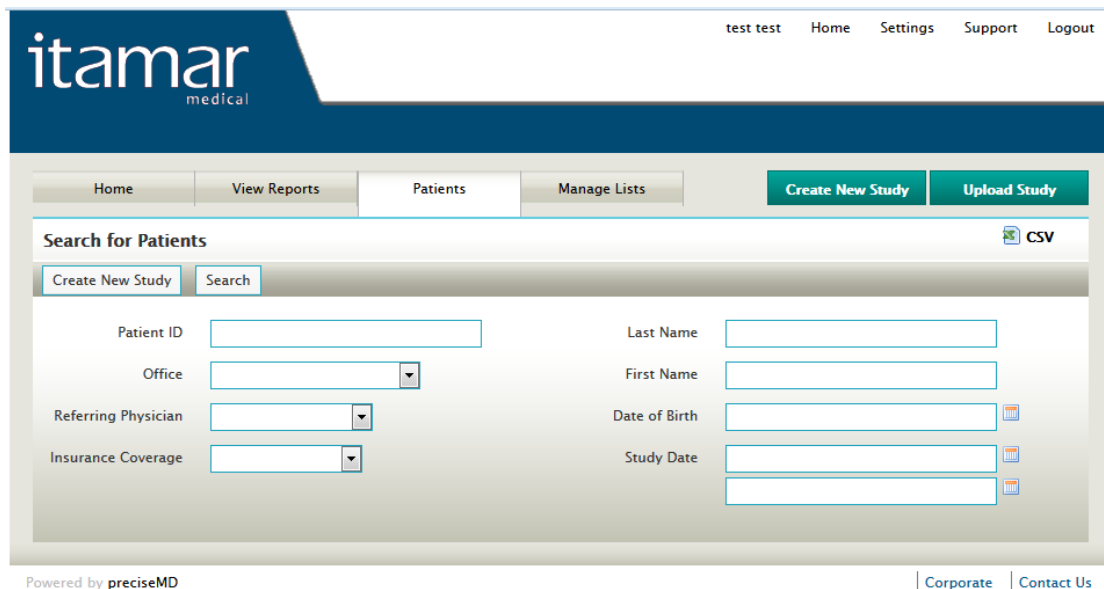 itamar
medical
test test Home Settings Support Logout
Home View Reports Patients Manage Lists Create New Study Upload Study
Search for Patients CSV
Create New Study Search
Patient ID Last Name
Office First Name
Referring Physician Date of Birth
Insurance Coverage Study Date
Powered by preciseMD Corporate Contact Us